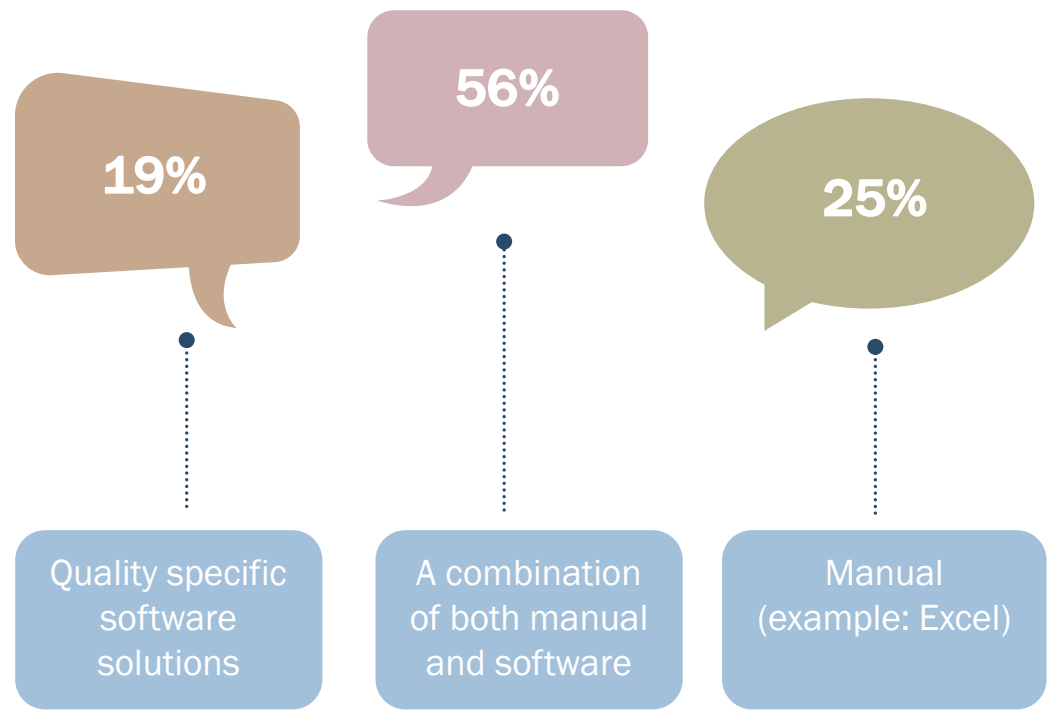 19%
56%
25%
Quality specific
software
solutions
A combination
of both manual
and software
Manual
(example: Excel)